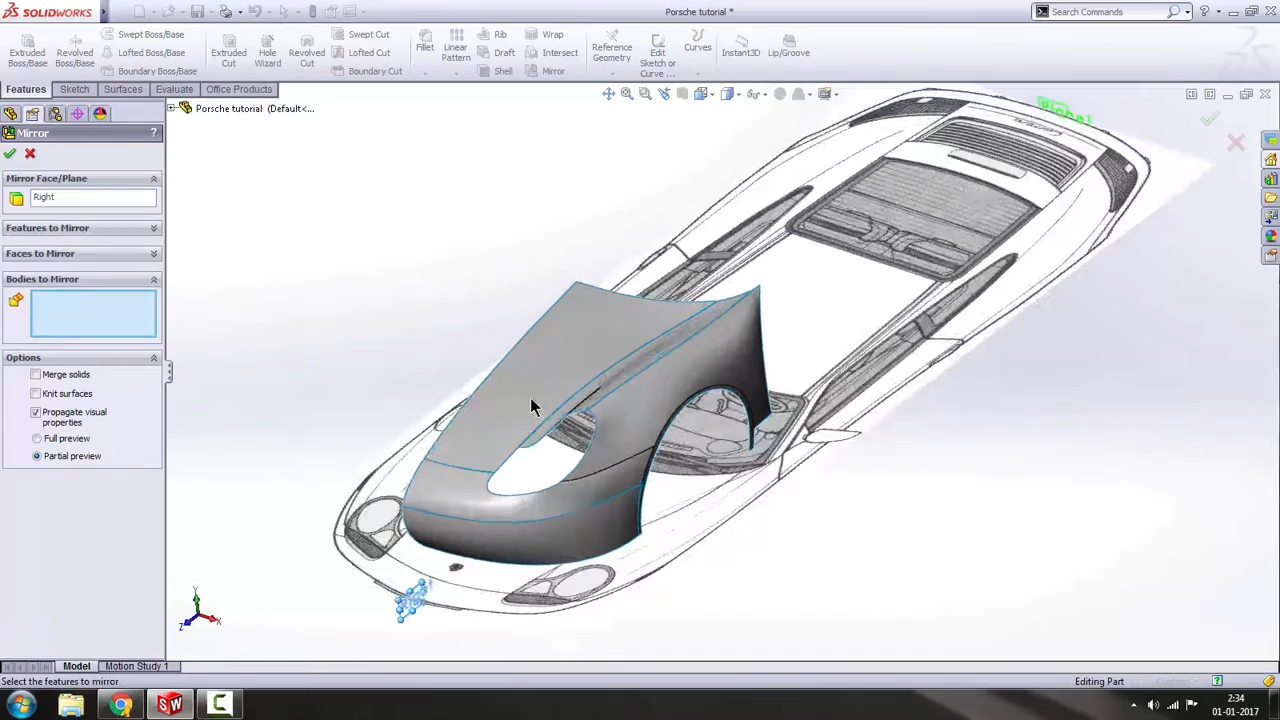 SOLIDWORKS
Porsche tutorial *
Search Commands
Extruded Boss/Base
Revolved Boss/Base
Swept Boss/Base
Lofted Boss/Base
Boundary Boss/Base
Extruded Cut
Hole Wizard
Revolved Cut
Swept Cut
Lofted Cut
Boundary Cut
Fillet
Linear Pattern
Rib
Draft
Shell
Wrap
Intersect
Mirror
Reference Geometry
Edit Sketch or Curve ...
Curves
Instant3D
Lip/Groove
Features
Sketch
Surfaces
Evaluate
Office Products
Porsche tutorial (Default<...
Mirror
?
Mirror Face/Plane
Right
Features to Mirror
Faces to Mirror
Bodies to Mirror
Options
Merge solids
Knit surfaces
Propagate visual
properties
Full preview
Partial preview
Y
Z
X
Model
Motion Study 1
Select the features to mirror
Editing Part
Custom
2:34
01-01-2017